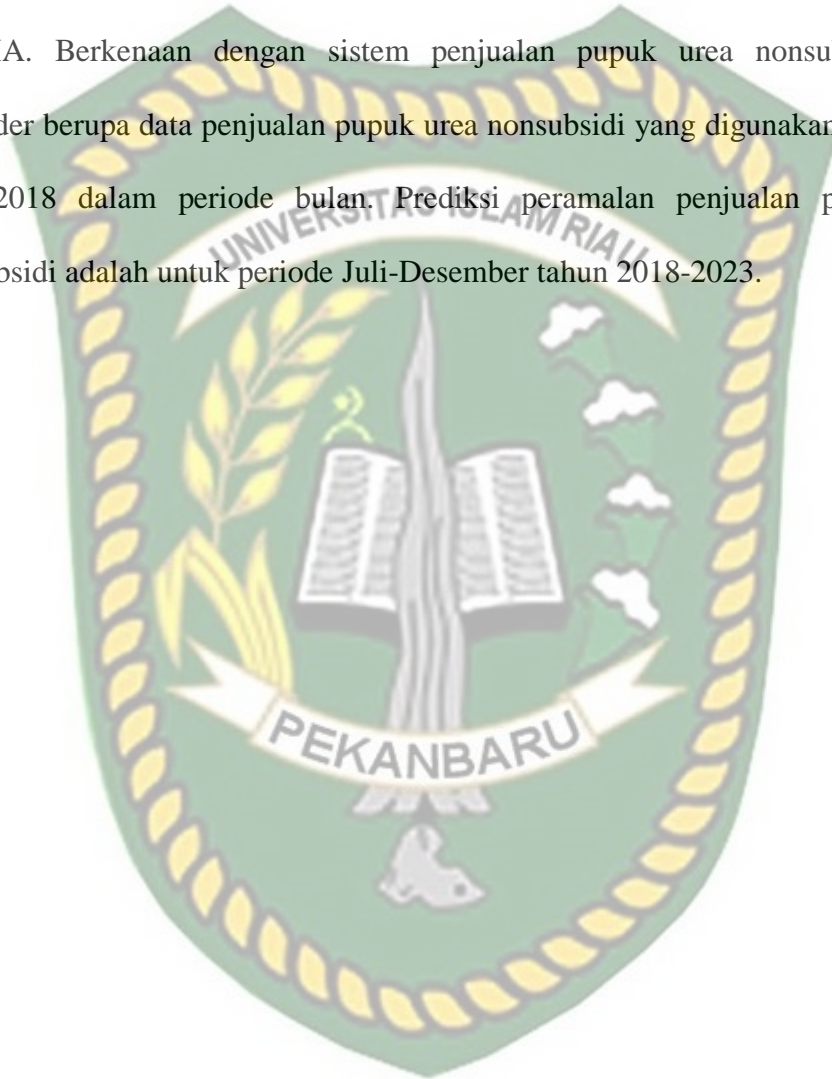 IA. Berkenaan dengan sistem penjualan pupuk urea nonsu
der berupa data penjualan pupuk urea nonsubsidi yang digunakan
2018 dalam periode bulan. Prediksi peramalan penjualan p
bsidi adalah untuk periode Juli-Desember tahun 2018-2023.
UNIVERSITAS ISLAM RIAU
PEKANBARU